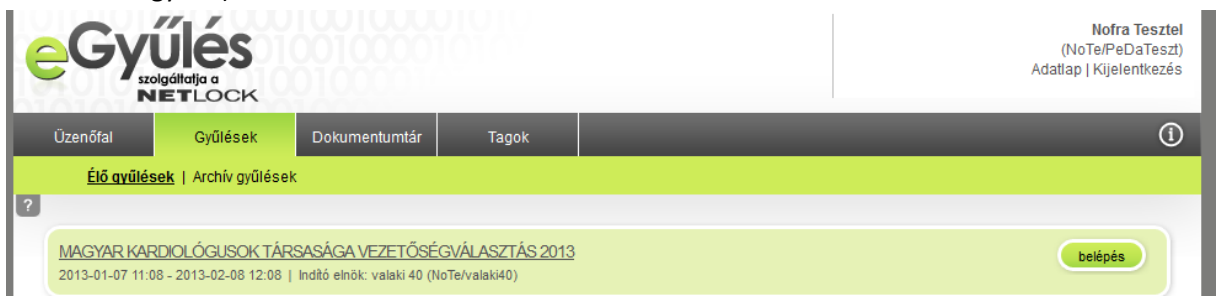 eGyűlés
szolgáltatja a
NETLOCK
Nofra Tesztel
(NoTe/PeDaTeszt)
Adatlap | Kijelentkezés
Üzenőfal Gyűlések Dokumentumtár Tagok
Élő gyűlések | Archív gyűlések
?
MAGYAR KARDIOLÓGUSOK TÁRSASÁGA VEZETŐSÉGVÁLASZTÁS 2013
belépés
2013-01-07 11:08 - 2013-02-08 12:08 | Indító elnök: valaki 40 (NoTe/valaki40)